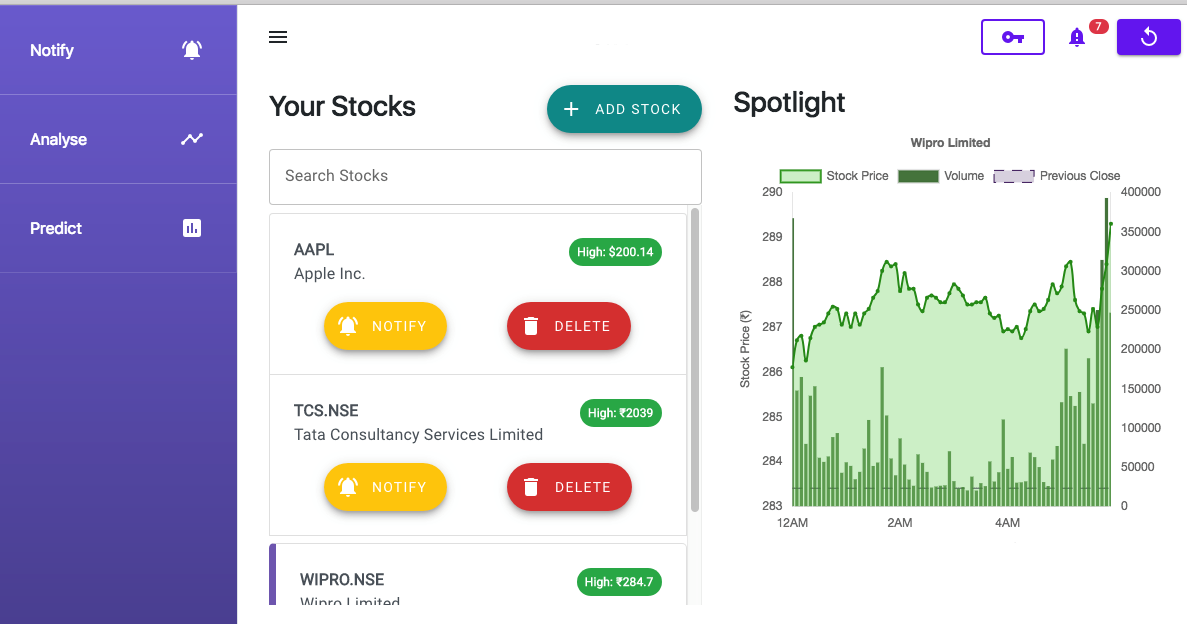 Notify
Analyse
Predict
7
Your Stocks
ADD STOCK
Search Stocks
AAPL
High: $200.14
Apple Inc.
NOTIFY
DELETE
TCS.NSE
High: ₹2039
Tata Consultancy Services Limited
NOTIFY
DELETE
WIPRO.NSE
High: ₹284.7
Wipro Limited
Spotlight
Wipro Limited
Stock Price Volume Previous Close
Stock Price (₹)
290
289
288
287
286
285
284
283
400000
350000
300000
250000
200000
150000
100000
50000
0
12AM 2AM 4AM